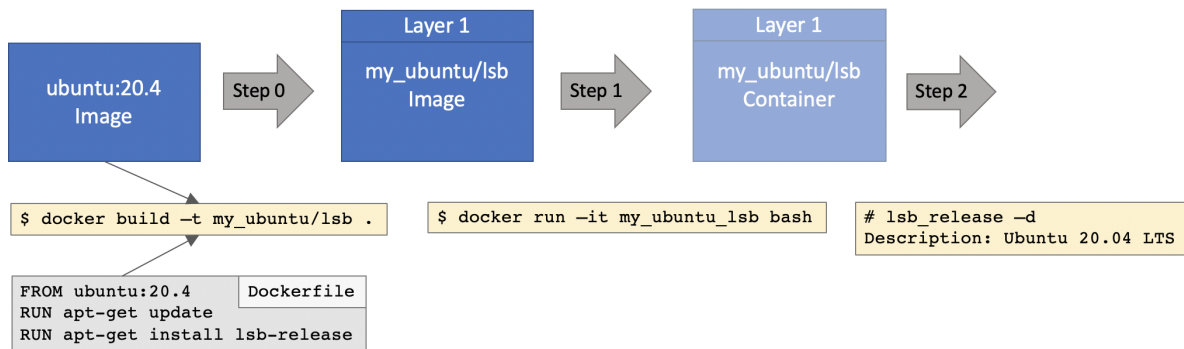 ubuntu:20.4
Image
Step 0
Layer 1
my_ubuntu/lsb
Image
Step 1
Layer 1
my_ubuntu/lsb
Container
Step 2
$ docker build –t my_ubuntu/lsb .
$ docker run –it my_ubuntu_lsb bash
# lsb_release –d
Description: Ubuntu 20.04 LTS
FROM ubuntu:20.4
Dockerfile
RUN apt-get update
RUN apt-get install lsb-release